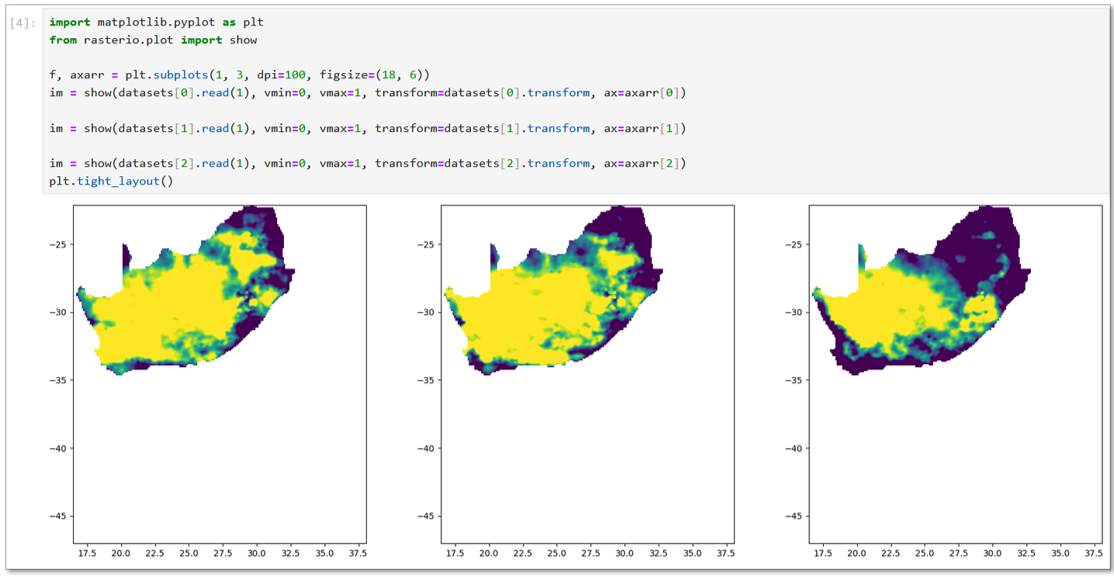 [4]:
import matplotlib.pyplot as plt
from rasterio.plot import show
f, axarr = plt.subplots(1, 3, dpi=100, figsize=(18, 6))
im = show(datasets[0].read(1), vmin=0, vmax=1, transform=datasets[0].transform, ax=axarr[0])
im = show(datasets[1].read(1), vmin=0, vmax=1, transform=datasets[1].transform, ax=axarr[1])
im = show(datasets[2].read(1), vmin=0, vmax=1, transform=datasets[2].transform, ax=axarr[2])
plt.tight_layout()
−25 −25 −25
−30 −30 −30
−35 −35 −35
−40 −40 −40
−45 −45 −45
17.5 20.0 22.5 25.0 27.5 30.0 32.5 35.0 37.5 17.5 20.0 22.5 25.0 27.5 30.0 32.5 35.0 37.5 17.5 20.0 22.5 25.0 27.5 30.0 32.5 35.0 37.5